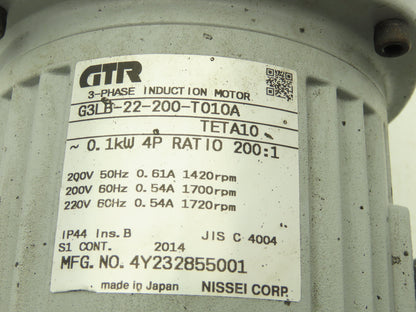 GTR
3-PHASE INDUCTION MOTOR
G3LB-22-200-T010A
TETA10
~ 0.1kW 4P RATIO 200:1
200V 50Hz 0.61A 1420rpm
200V 60Hz 0.54A 1700rpm
220V 60Hz 0.54A 1720rpm
IP44 Ins.B JIS C 4004
S1 CONT. 2014
MFG. NO. 4Y232855001
made in Japan NISSEI CORP.